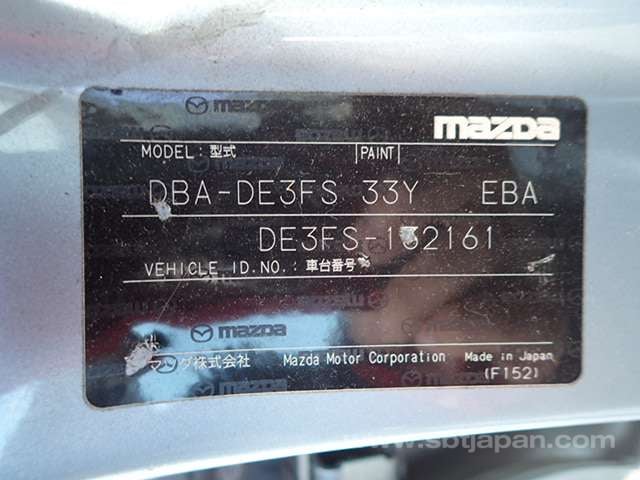 mazda
mazda
MODEL: 型式 PAINT
DBA-DE3FS 33Y EBA
DE3FS-132161
VEHICLE ID.NO.: 車台番号
mazda
マツダ株式会社 Mazda Motor Corporation Made in Japan
(F152)
www.sbtjapan.com